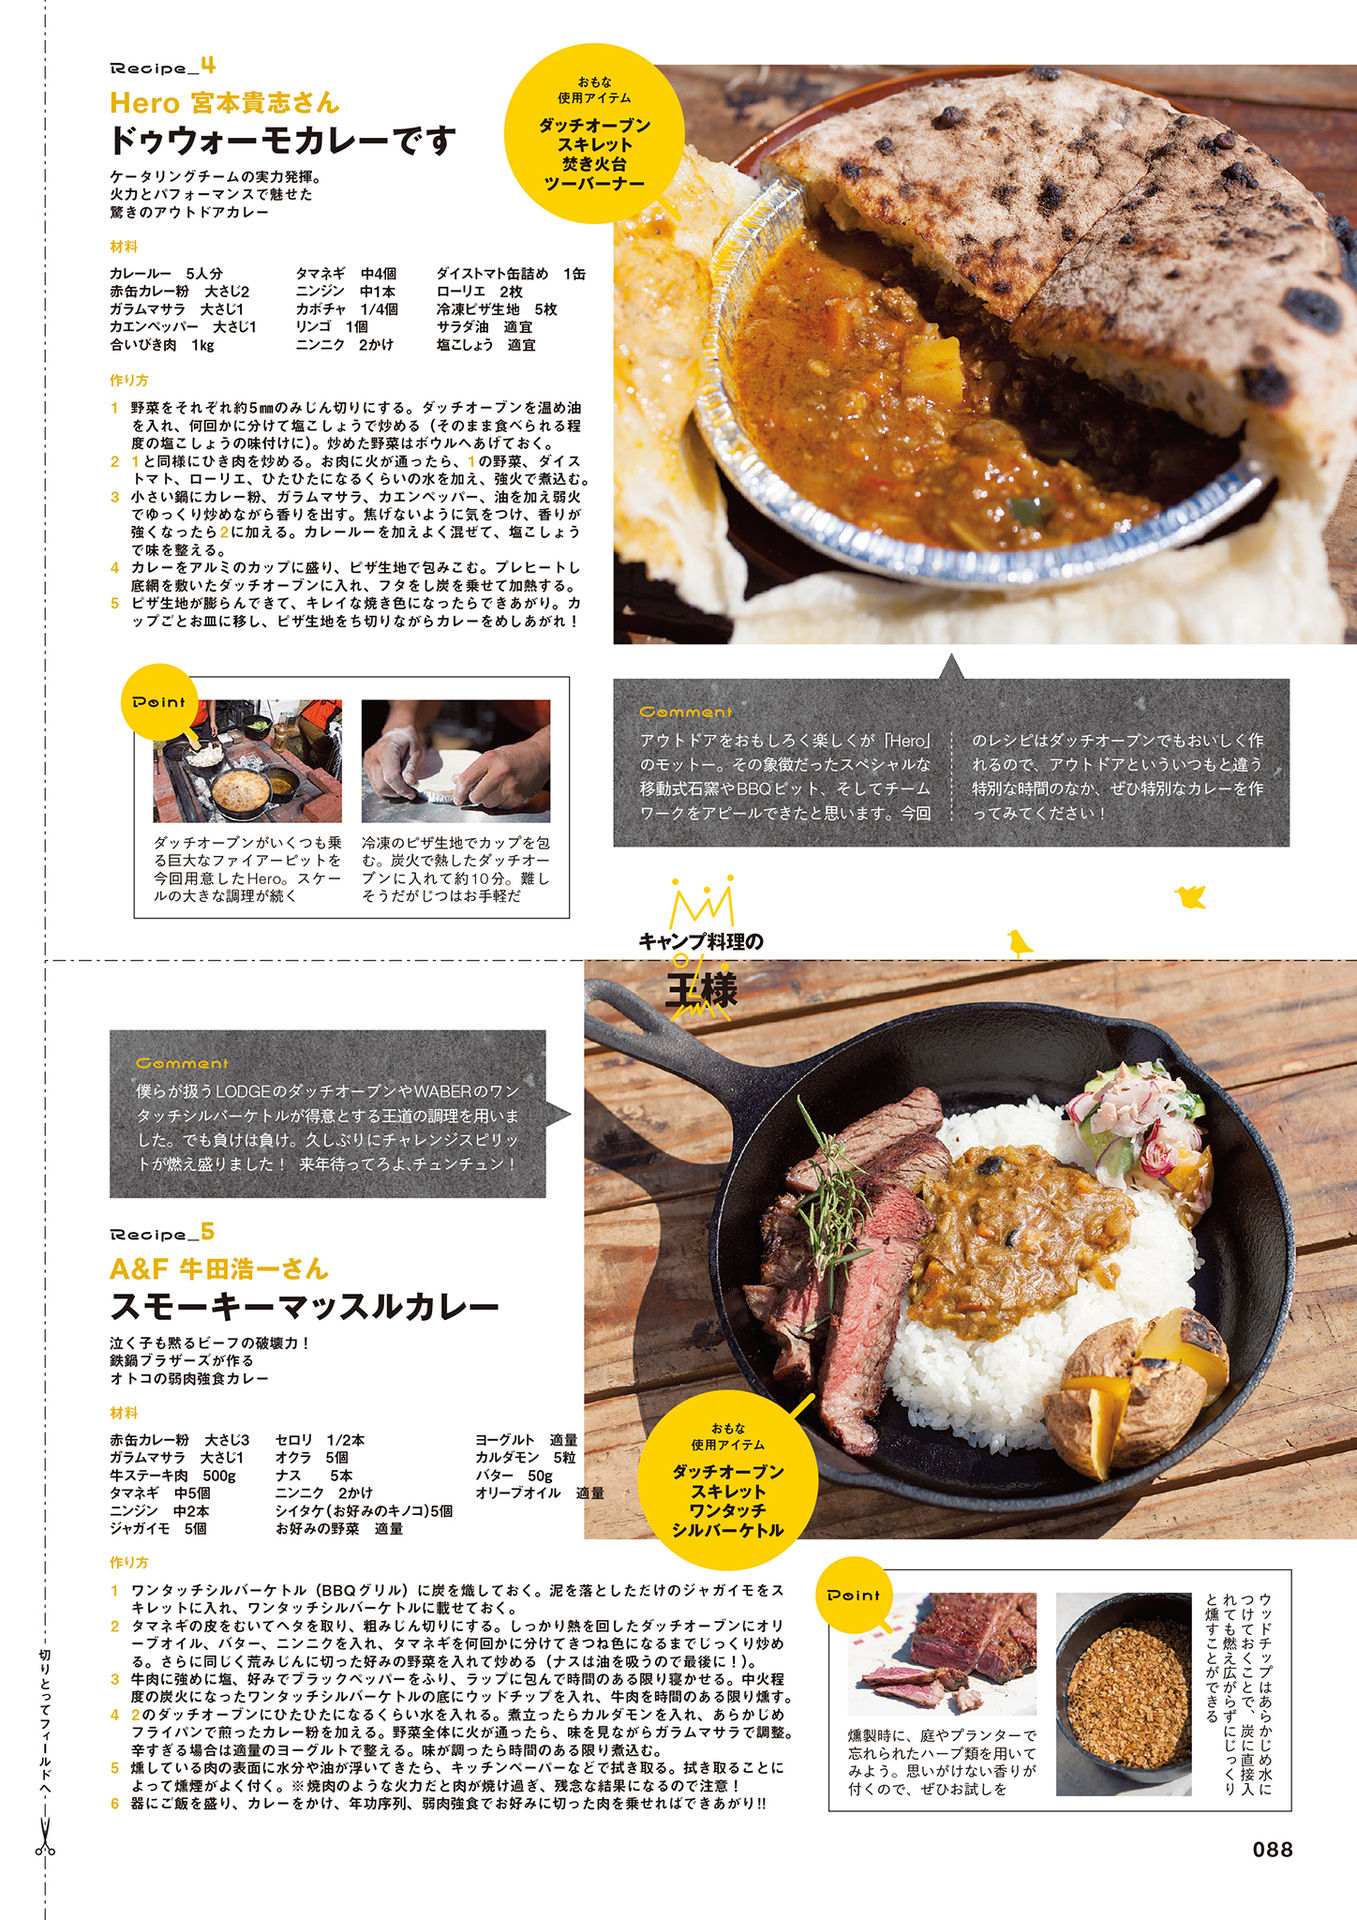 Recipe_4
Hero 宮本貴志さん
ドゥウォーモカレーです
ケータリングチームの実力発揮。
火力とパフォーマンスで魅せた
驚きのアウトドアカレー
おもな
使用アイテム
ダッチオーブン
スキレット
焚き火台
ツーバーナー
材料
カレールー　5人分
赤缶カレー粉　大さじ2
ガラムマサラ　大さじ1
カエンペッパー　大さじ1
合いびき肉　1kg
タマネギ　中4個
ニンジン　中1本
カボチャ　1/4個
リンゴ　1個
ニンニク　2かけ
ダイストマト缶詰め　1缶
ローリエ　2枚
冷凍ピザ生地　5枚
サラダ油　適宜
塩こしょう　適宜
作り方
1 野菜をそれぞれ約5㎜のみじん切りにする。ダッチオーブンを温め油
を入れ、何回かに分けて塩こしょうで炒める（そのまま食べられる程
度の塩こしょうの味付けに）。炒めた野菜はボウルへあげておく。
2 1と同様にひき肉を炒める。お肉に火が通ったら、1の野菜、ダイス
トマト、ローリエ、ひたひたになるくらいの水を加え、強火で煮込む。
3 小さい鍋にカレー粉、ガラムマサラ、カエンペッパー、油を加え弱火
でゆっくり炒めながら香りを出す。焦げないように気をつけ、香りが
強くなったら2に加える。カレールーを加えよく混ぜて、塩こしょう
で味を整える。
4 カレーをアルミのカップに盛り、ピザ生地で包みこむ。プレヒートし
底網を敷いたダッチオーブンに入れ、フタをし炭を乗せて加熱する。
5 ピザ生地が膨らんできて、キレイな焼き色になったらできあがり。カ
ップごとお皿に移し、ピザ生地をち切りながらカレーをめしあがれ！
Point
ダッチオーブンがいくつも乗
る巨大なファイアーピットを
今回用意したHero。スケー
ルの大きな調理が続く
冷凍のピザ生地でカップを包
む。炭火で熱したダッチオー
ブンに入れて約10分。難し
そうだがじつはお手軽だ
Comment
アウトドアをおもしろく楽しくが「Hero」
のモットー。その象徴だったスペシャルな
移動式石窯やBBQピット、そしてチーム
ワークをアピールできたと思います。今回
のレシピはダッチオーブンでもおいしく作
れるので、アウトドアといういつもと違う
特別な時間のなか、ぜひ特別なカレーを作
ってみてください！
キャンプ料理の
王様
Comment
僕らが扱うLODGEのダッチオーブンやWABERのワン
タッチシルバーケトルが得意とする王道の調理を用いま
した。でも負けは負け。久しぶりにチャレンジスピリッ
トが燃え盛りました！ 来年待ってろよ、チュンチュン！
Recipe_5
A&F 牛田浩一さん
スモーキーマッスルカレー
泣く子も黙るビーフの破壊力！
鉄鍋ブラザーズが作る
オトコの弱肉強食カレー
おもな
使用アイテム
ダッチオーブン
スキレット
ワンタッチ
シルバーケトル
材料
赤缶カレー粉　大さじ3
ガラムマサラ　大さじ1
牛ステーキ肉　500g
タマネギ　中5個
ニンジン　中2本
ジャガイモ　5個
セロリ　1/2本
オクラ　5個
ナス　5本
ニンニク　2かけ
シイタケ（お好みのキノコ）5個
お好みの野菜　適量
ヨーグルト　適量
カルダモン　5粒
バター　50g
オリーブオイル　適量
作り方
1 ワンタッチシルバーケトル（BBQグリル）に炭を熾しておく。泥を落としただけのジャガイモをス
キレットに入れ、ワンタッチシルバーケトルに載せておく。
2 タマネギの皮をむいてヘタを取り、粗みじん切りにする。しっかり熱を回したダッチオーブンにオリ
ーブオイル、バター、ニンニクを入れ、タマネギを何回かに分けてきつね色になるまでじっくり炒め
る。さらに同じく荒みじんに切った好みの野菜を入れて炒める（ナスは油を吸うので最後に！）。
3 牛肉に強めに塩、好みでブラックペッパーをふり、ラップに包んで時間のある限り寝かせる。中火程
度の炭火になったワンタッチシルバーケトルの底にウッドチップを入れ、牛肉を時間のある限り燻す。
4 2のダッチオーブンにひたひたになるくらい水を入れる。煮立ったらカルダモンを入れ、あらかじめ
フライパンで煎ったカレー粉を加える。野菜全体に火が通ったら、味を見ながらガラムマサラで調整。
辛すぎる場合は適量のヨーグルトで整える。味が調ったら時間のある限り煮込む。
5 燻している肉の表面に水分や油が浮いてきたら、キッチンペーパーなどで拭き取る。拭き取ることに
よって燻煙がよく付く。※焼肉のような火力だと肉が焼け過ぎ、残念な結果になるので注意！
6 器にご飯を盛り、カレーをかけ、年功序列、弱肉強食でお好みに切った肉を乗せればできあがり!!
Point
燻製時に、庭やプランターで
忘れられたハーブ類を用いて
みよう。思いがけない香りが
付くので、ぜひお試しを
ウッドチップはあらかじめ水に
つけておくことで、炭に直接入
れても燃え広がらずにじっくり
と燻すことができる
切りとってフィールドへ
088